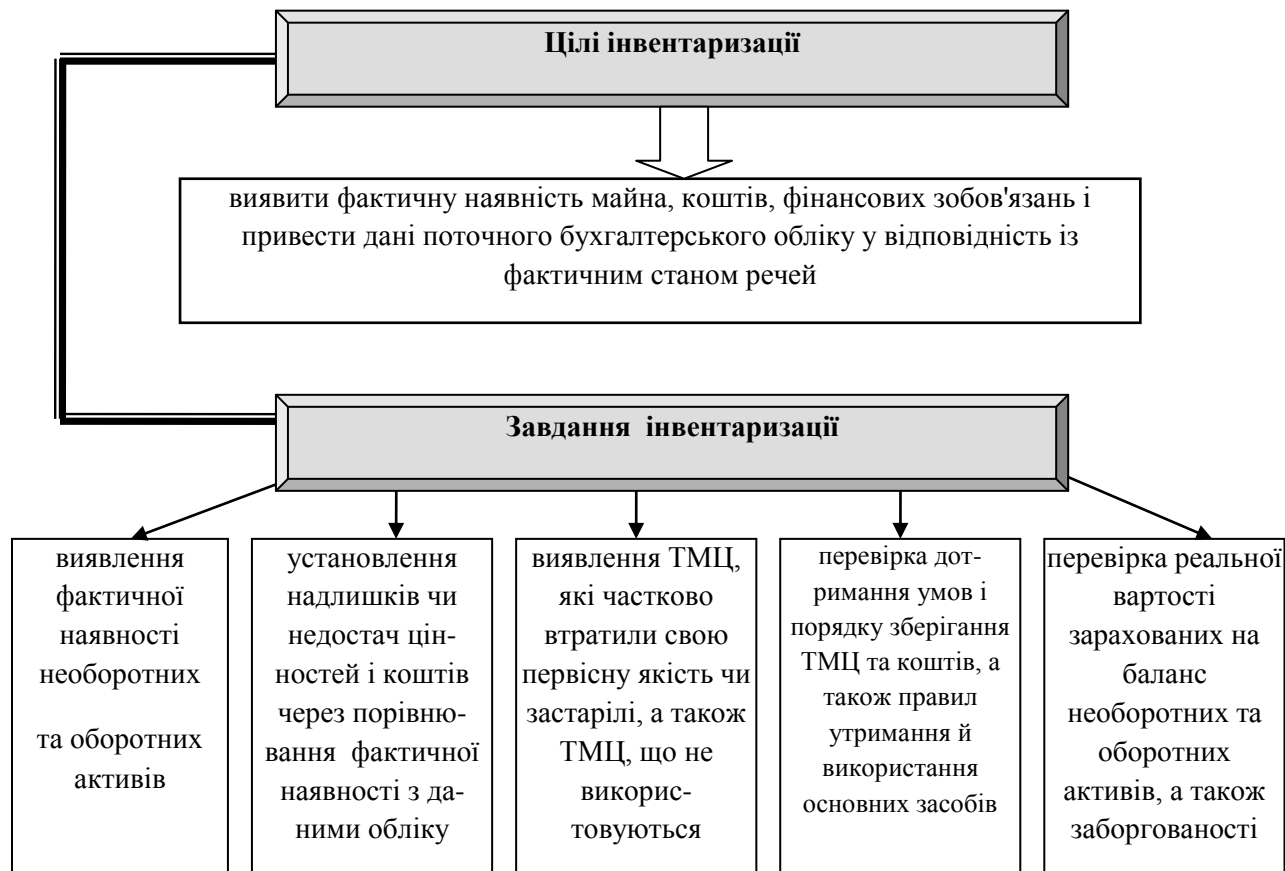 Цілі інвентаризації
виявити фактичну наявність майна, коштів, фінансових зобов'язань і
привести дані поточного бухгалтерського обліку у відповідність із
фактичним станом речей
Завдання інвентаризації
виявлення
фактичної
наявності
необоротних
та оборотних
активів
установлення
надлишків чи
недостач цін-
ностей і коштів
через порівню-
вання фактичної
наявності з да-
ними обліку
виявлення ТМЦ,
які частково
втратили свою
первісну якість чи
застарілі, а також
ТМЦ, що не
викорис-
товуються
перевірка дот-
римання умов і
порядку зберігання
ТМЦ та коштів, а
також правил
утримання й
використання
основних засобів
перевірка реальної
вартості
зарахованих на
баланс
необоротних та
оборотних
активів, а також
заборгованості